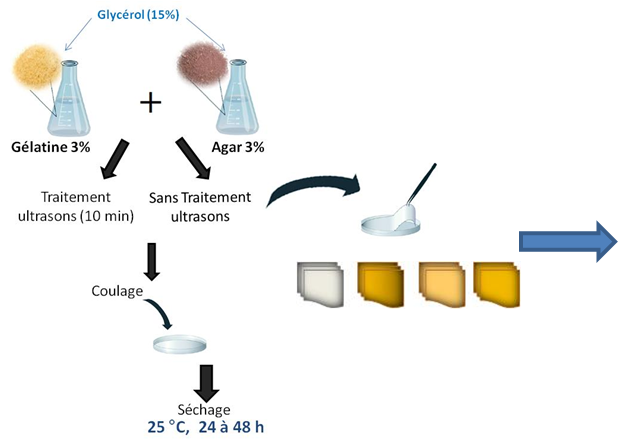 Glycérol (15%)
+
Gélatine 3%
Agar 3%
Traitement
ultrasons (10 min)
Sans Traitement
ultrasons
Coulage
Séchage
25 °C, 24 à 48 h